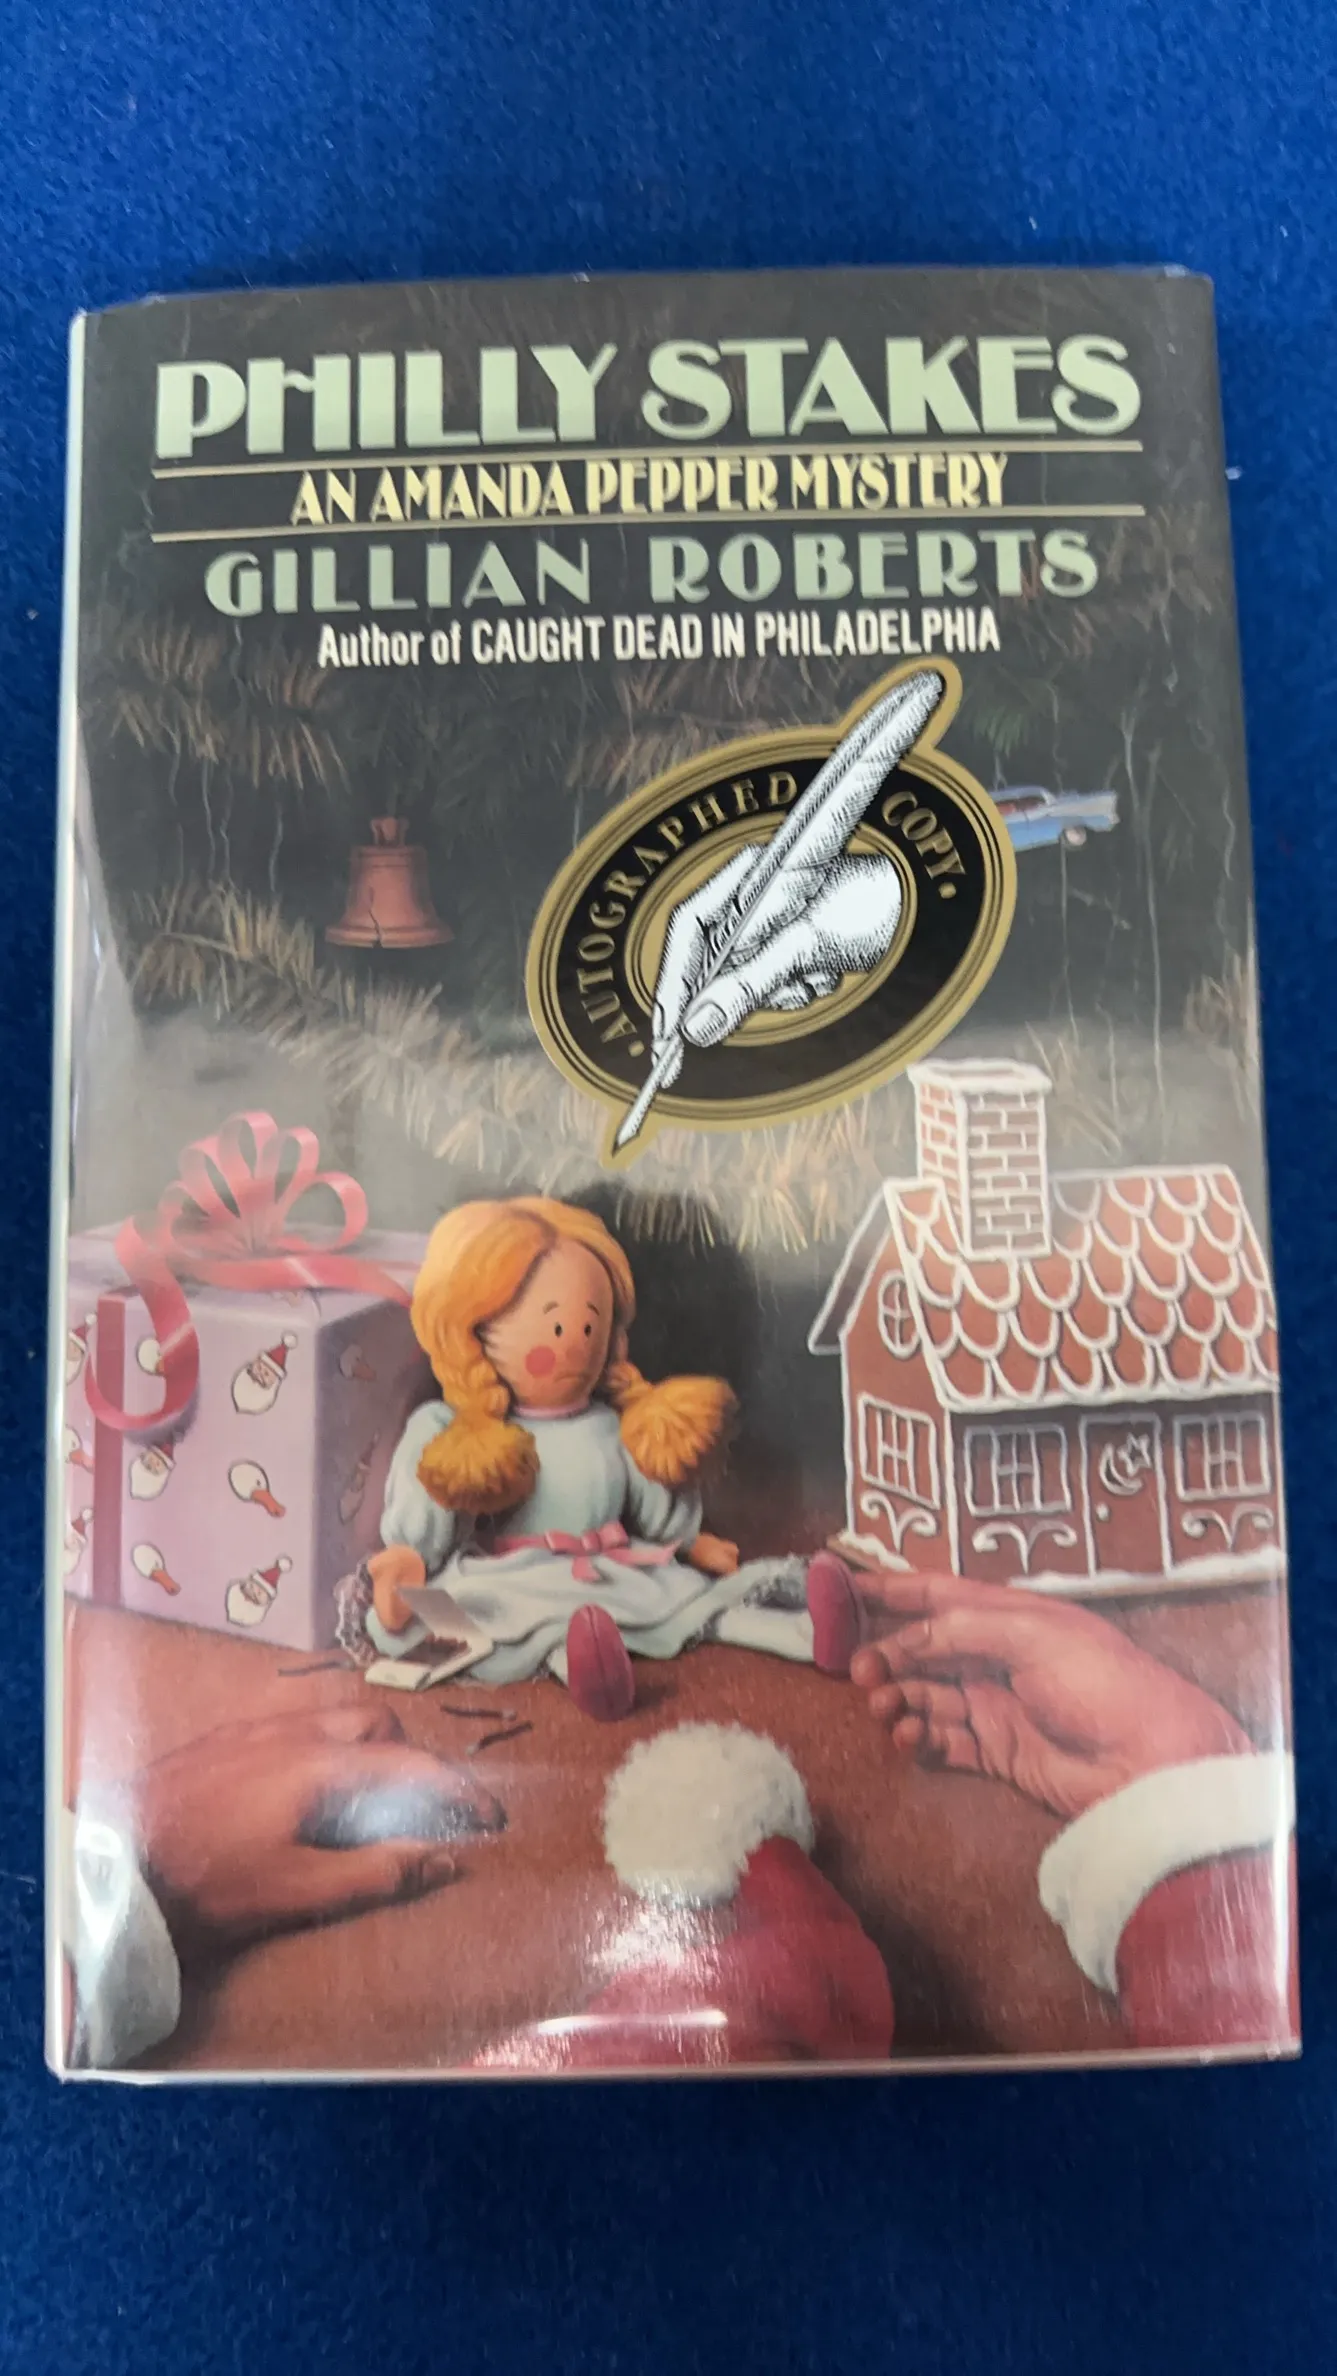 PHILLY STAKES
AN AMANDA PEPPER MYSTERY
GILLIAN ROBERTS
Author of CAUGHT DEAD IN PHILADELPHIA
·AUTOGRAPHED COPY·